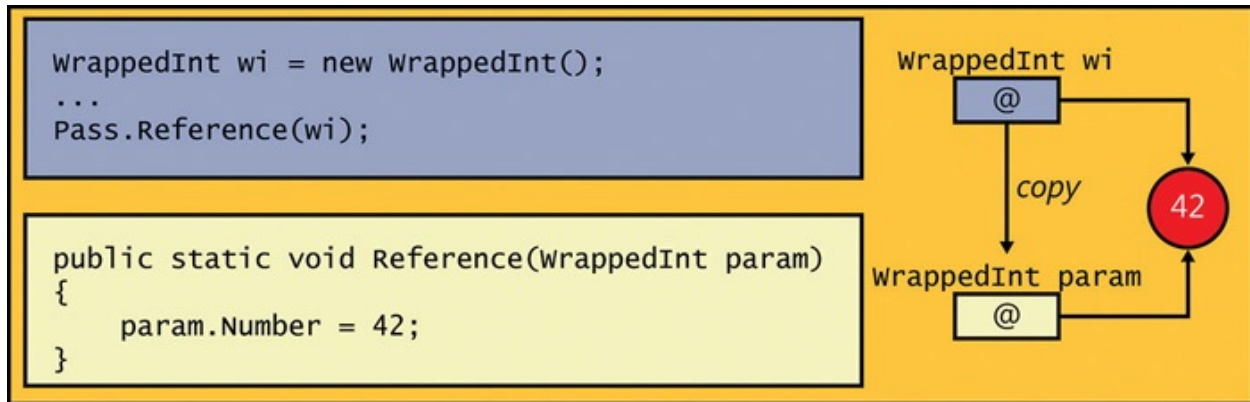 WrappedInt wi = new WrappedInt();
...
Pass.Reference(wi);
public static void Reference(WrappedInt param)
{
    param.Number = 42;
}
WrappedInt wi
@
copy
42
WrappedInt param
@